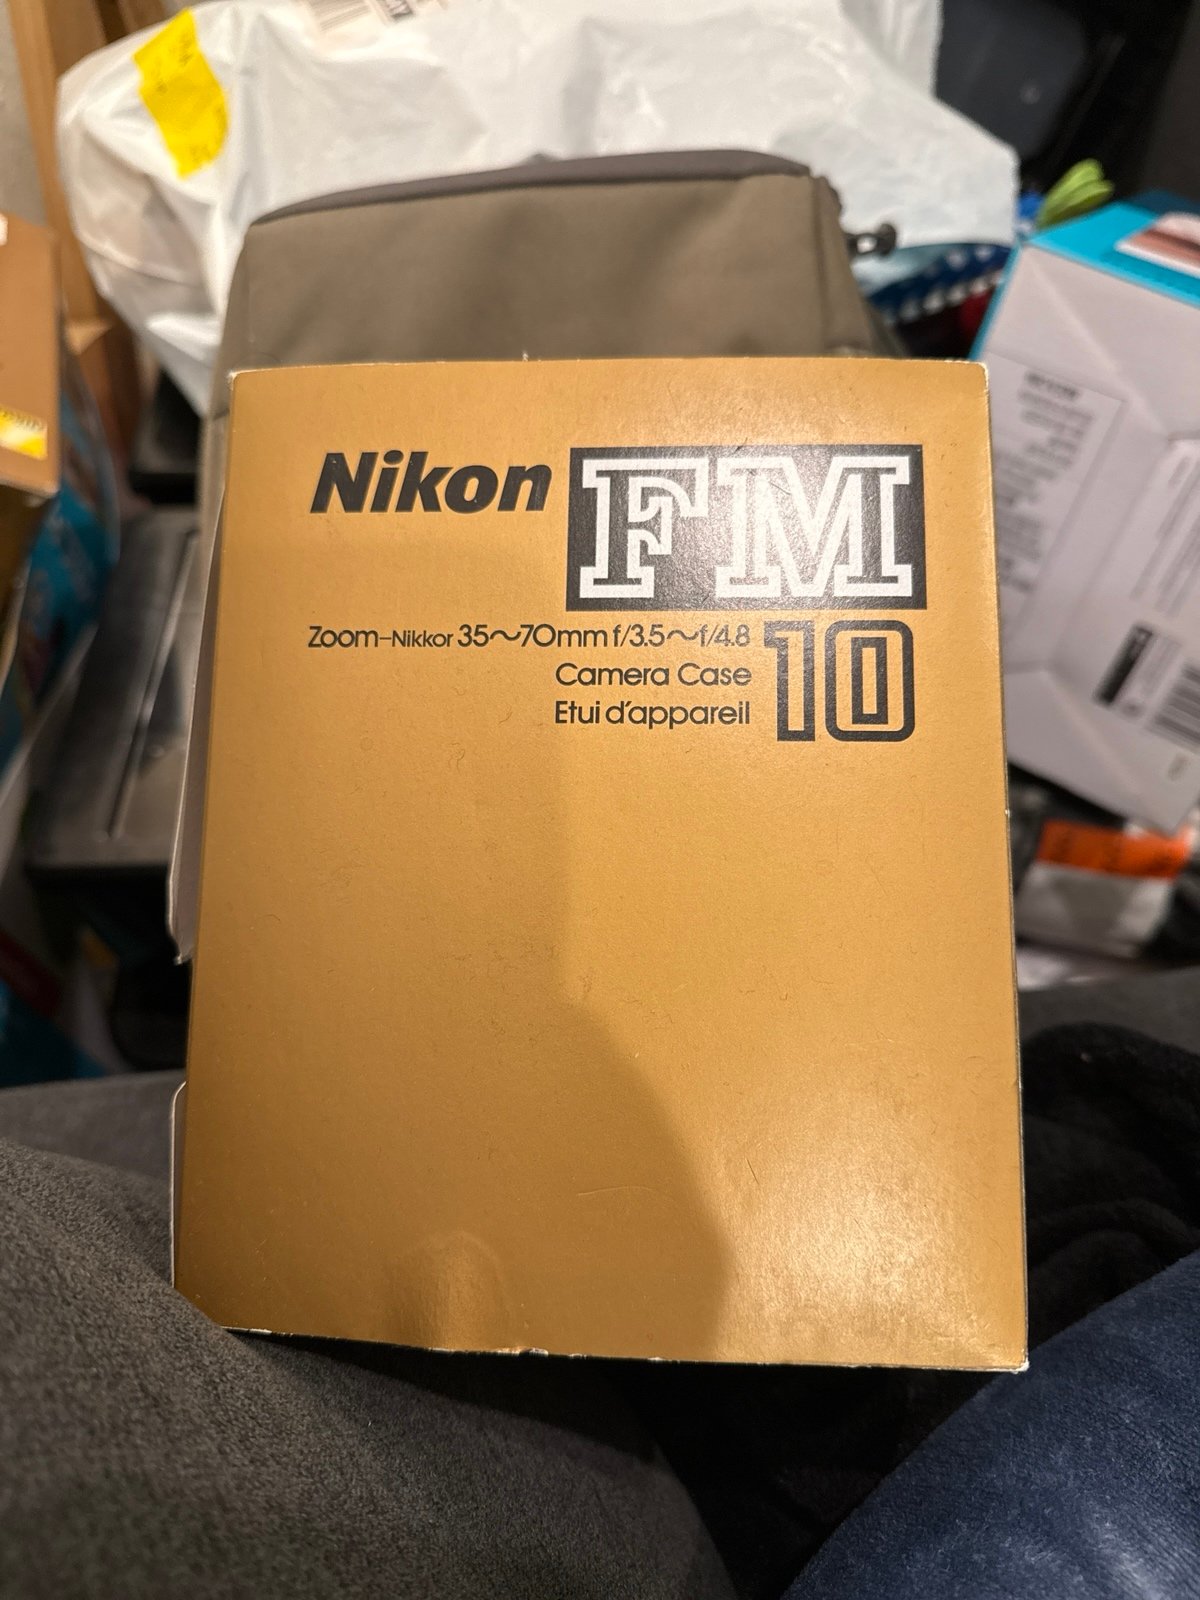 Nikon FM
Zoom-Nikkor 35~70mm f/3.5~f/4.8
10
Camera Case
Etui d'appareil